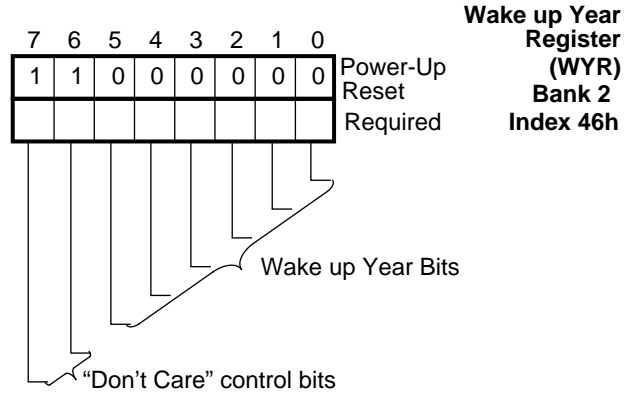 Wake up Year
Register
(WYR)
Bank 2
Index 46h
7 6 5 4 3 2 1 0
1 1 0 0 0 0 0 0
Power-Up
Reset
Required
Wake up Year Bits
“Don’t Care” control bits